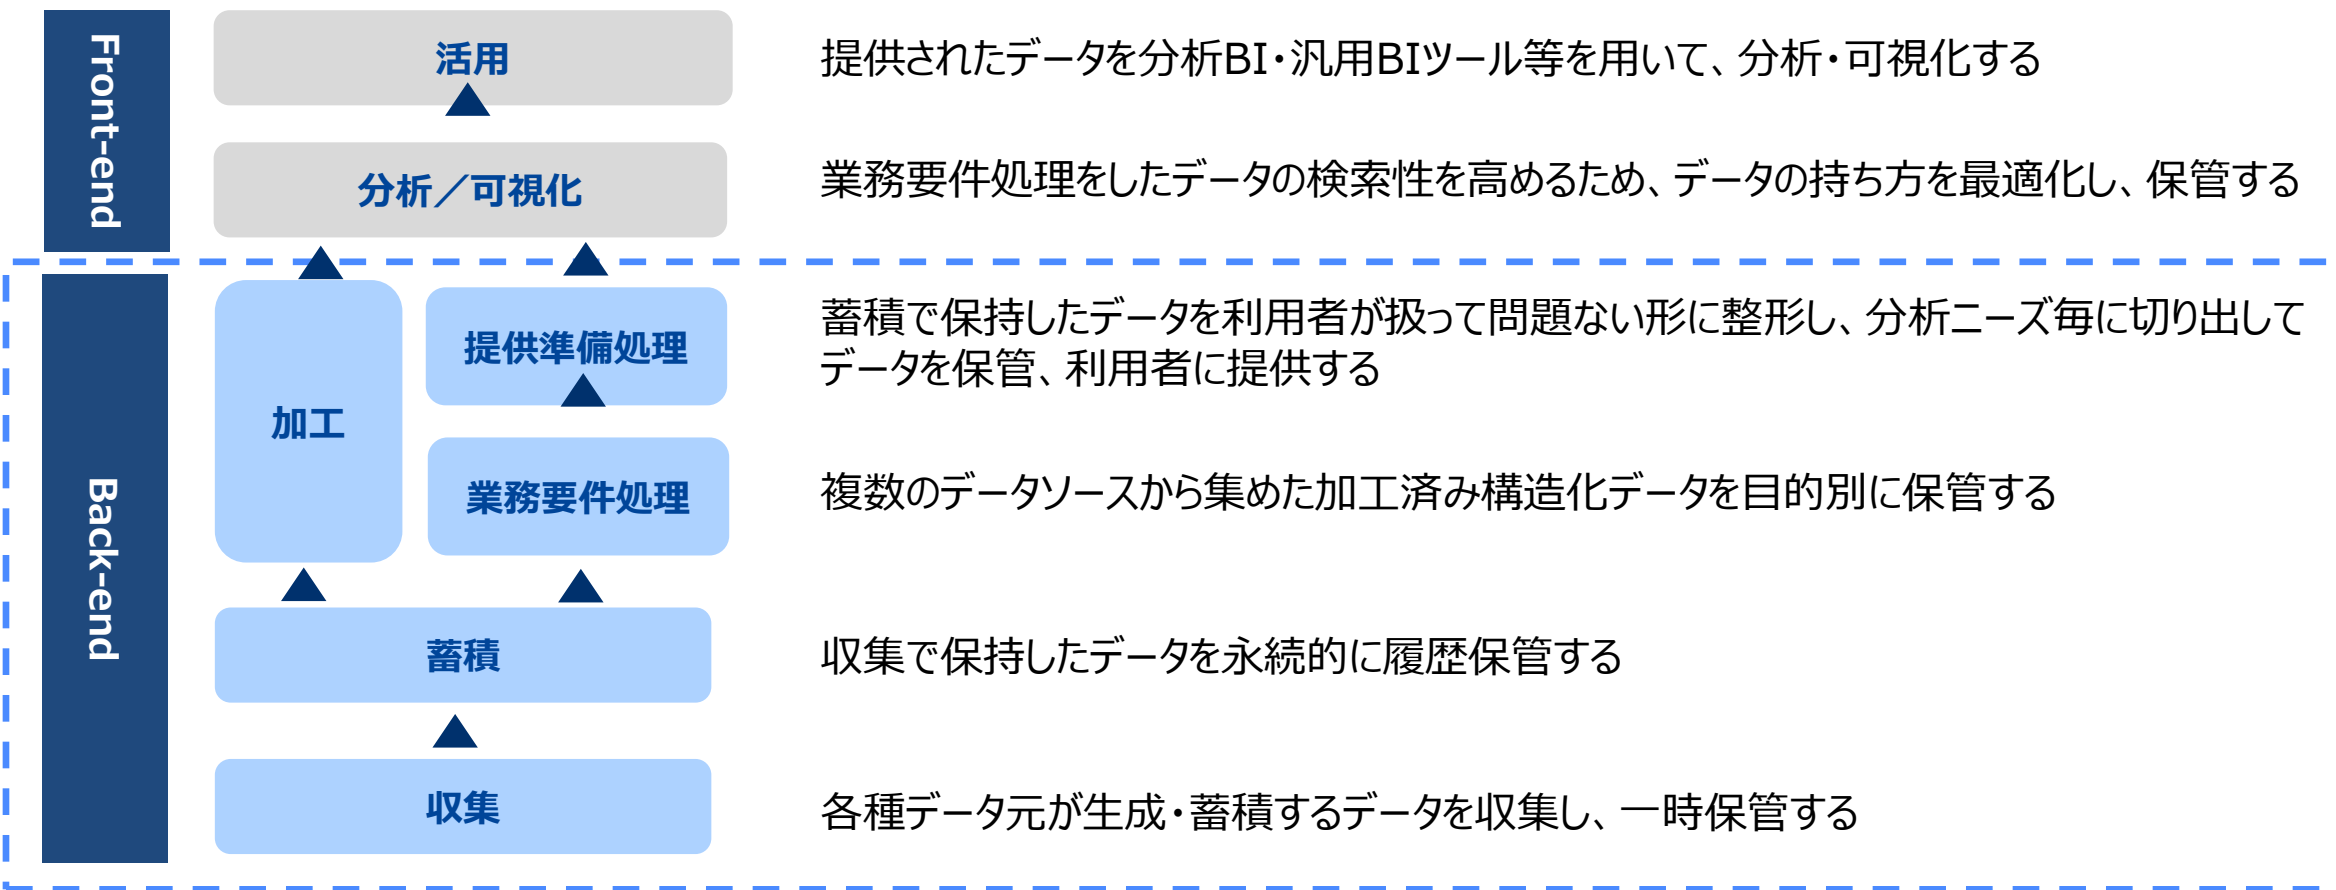 Front-end
活用
提供されたデータを分析BI・汎用BIツール等を用いて、分析・可視化する
分析／可視化
業務要件処理をしたデータの検索性を高めるため、データの持ち方を最適化し、保管する
Back-end
加工
提供準備処理
蓄積で保持したデータを利用者が扱って問題ない形に整形し、分析ニーズ毎に切り出して
データを保管、利用者に提供する
業務要件処理
複数のデータソースから集めた加工済み構造化データを目的別に保管する
蓄積
収集で保持したデータを永続的に履歴保管する
収集
各種データ元が生成・蓄積するデータを収集し、一時保管する